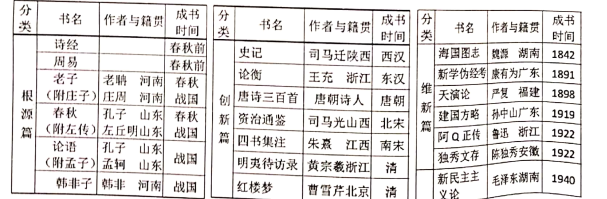 分类 书名 作者与籍贯 成书时间
根源篇
诗经 春秋前
周易 春秋前
老子 老聃 河南 春秋
(附庄子) 庄周 河南 战国
春秋 孔子 山东 春秋
(附左传) 左丘明山东 战国
论语 孔子 山东 战国
(附孟子) 孟轲 山东
韩非子 韩非 河南 战国
分类 书名 作者与籍贯 成书时间
创新篇
史记 司马迁陕西 西汉
论衡 王充 浙江 东汉
唐诗三百首 唐朝诗人 唐朝
资治通鉴 司马光山西 北宋
四书集注 朱熹 江西 南宋
明夷待访录 黄宗羲浙江 清
红楼梦 曹雪芹北京 清
分类 书名 作者与籍贯 成书时间
维新篇
海国图志 魏源 湖南 1842
新学伪经考 康有为广东 1891
天演论 严复 福建 1898
建国方略 孙中山广东 1919
阿Q正传 鲁迅 浙江 1922
独秀文存 陈独秀安徽 1922
新民主主义论 毛泽东湖南 1940